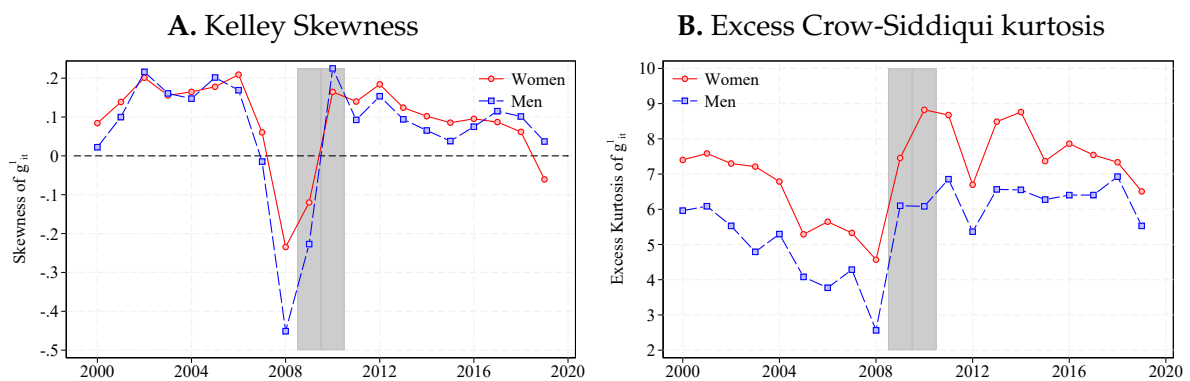 A. Kelley Skewness
Women
Men
Skewness of g¹ᵢₜ
.2
.1
0
-.1
-.2
-.3
-.4
-.5
2000 2004 2008 2012 2016 2020
B. Excess Crow-Siddiqui kurtosis
Women
Men
Excess Kurtosis of g¹ᵢₜ
10
9
8
7
6
5
4
3
2
2000 2004 2008 2012 2016 2020